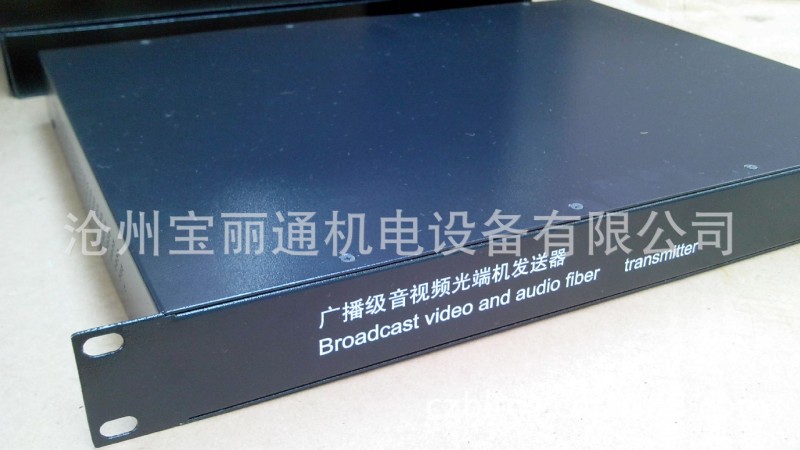 沧州宝丽通机电设备有限公司
广播级音视频光端机发送器
Broadcast video and audio fiber transmitter